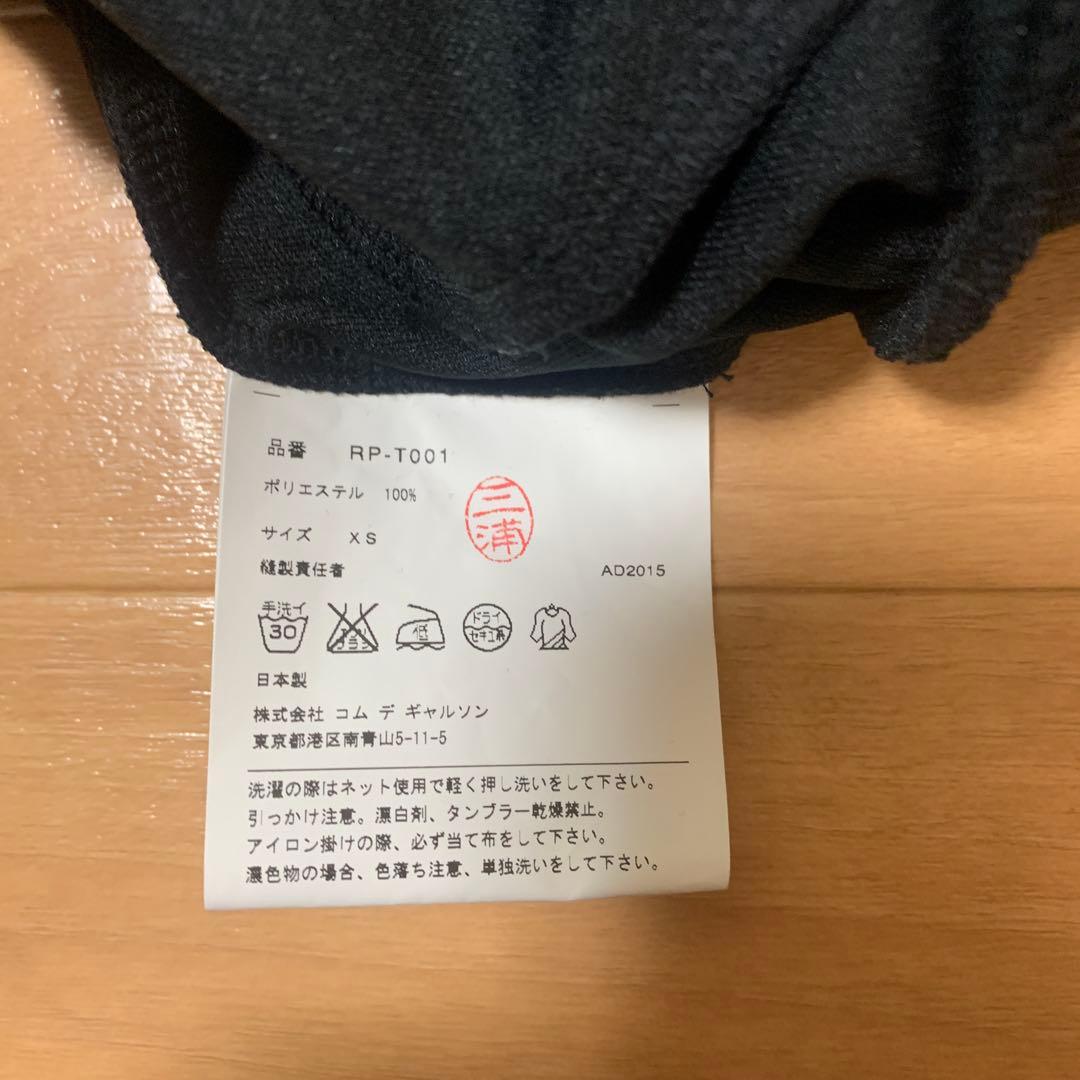 品番 RP-T001
ポリエステル 100%
三浦
サイズ XS
縫製責任者 AD2015
手洗イ 30 エンソサラシ 低 ドライ セキユ系
日本製
株式会社 コム デ ギャルソン
東京都港区南青山5-11-5
洗濯の際はネット使用で軽く押し洗いをして下さい。
引っかけ注意。漂白剤、タンブラー乾燥禁止。
アイロン掛けの際、必ず当て布をして下さい。
濃色物の場合、色落ち注意、単独洗いをして下さい。